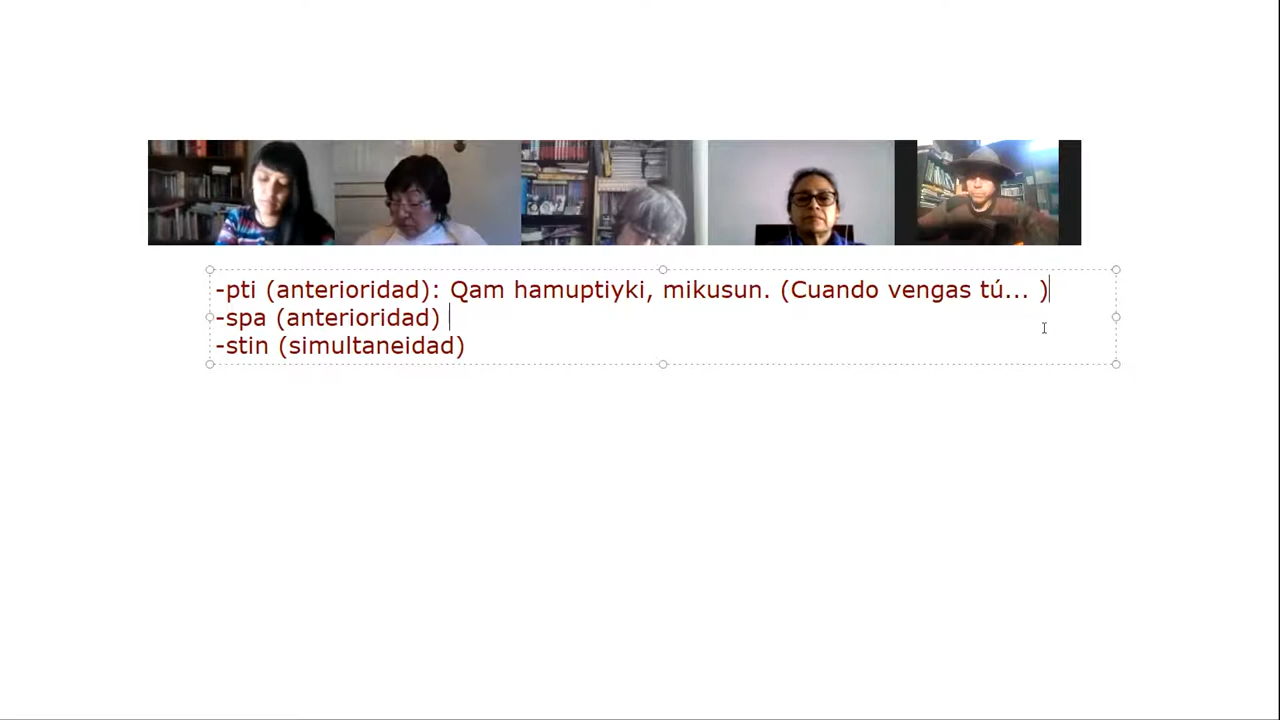 -pti (anterioridad): Qam hamuptiyki, mikusun. (Cuando vengas tú... )
-spa (anterioridad)
-stin (simultaneidad)